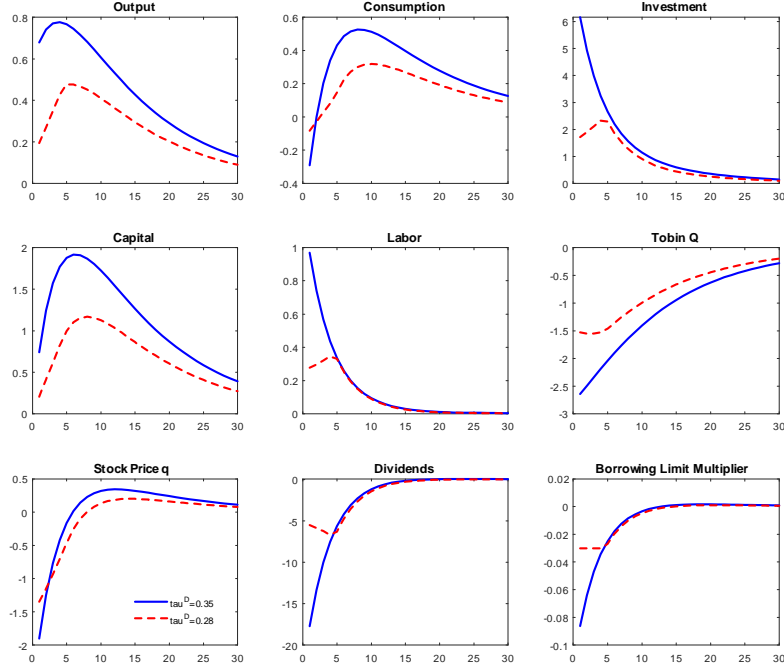 Output
Consumption
Investment
0.8
0.6
0.4
0.2
0
0 5 10 15 20 25 30
0.6
0.4
0.2
0
-0.2
-0.4
0 5 10 15 20 25 30
6
5
4
3
2
1
0
0 5 10 15 20 25 30
Capital
Labor
Tobin Q
2
1.5
1
0.5
0
0 5 10 15 20 25 30
1
0.8
0.6
0.4
0.2
0
0 5 10 15 20 25 30
0
-0.5
-1
-1.5
-2
-2.5
-3
0 5 10 15 20 25 30
Stock Price q
Dividends
Borrowing Limit Multiplier
0.5
0
-0.5
-1
-1.5
-2
0 5 10 15 20 25 30
tau^D=0.35
tau^D=0.28
0
-5
-10
-15
-20
0 5 10 15 20 25 30
0.02
0
-0.02
-0.04
-0.06
-0.08
-0.1
0 5 10 15 20 25 30